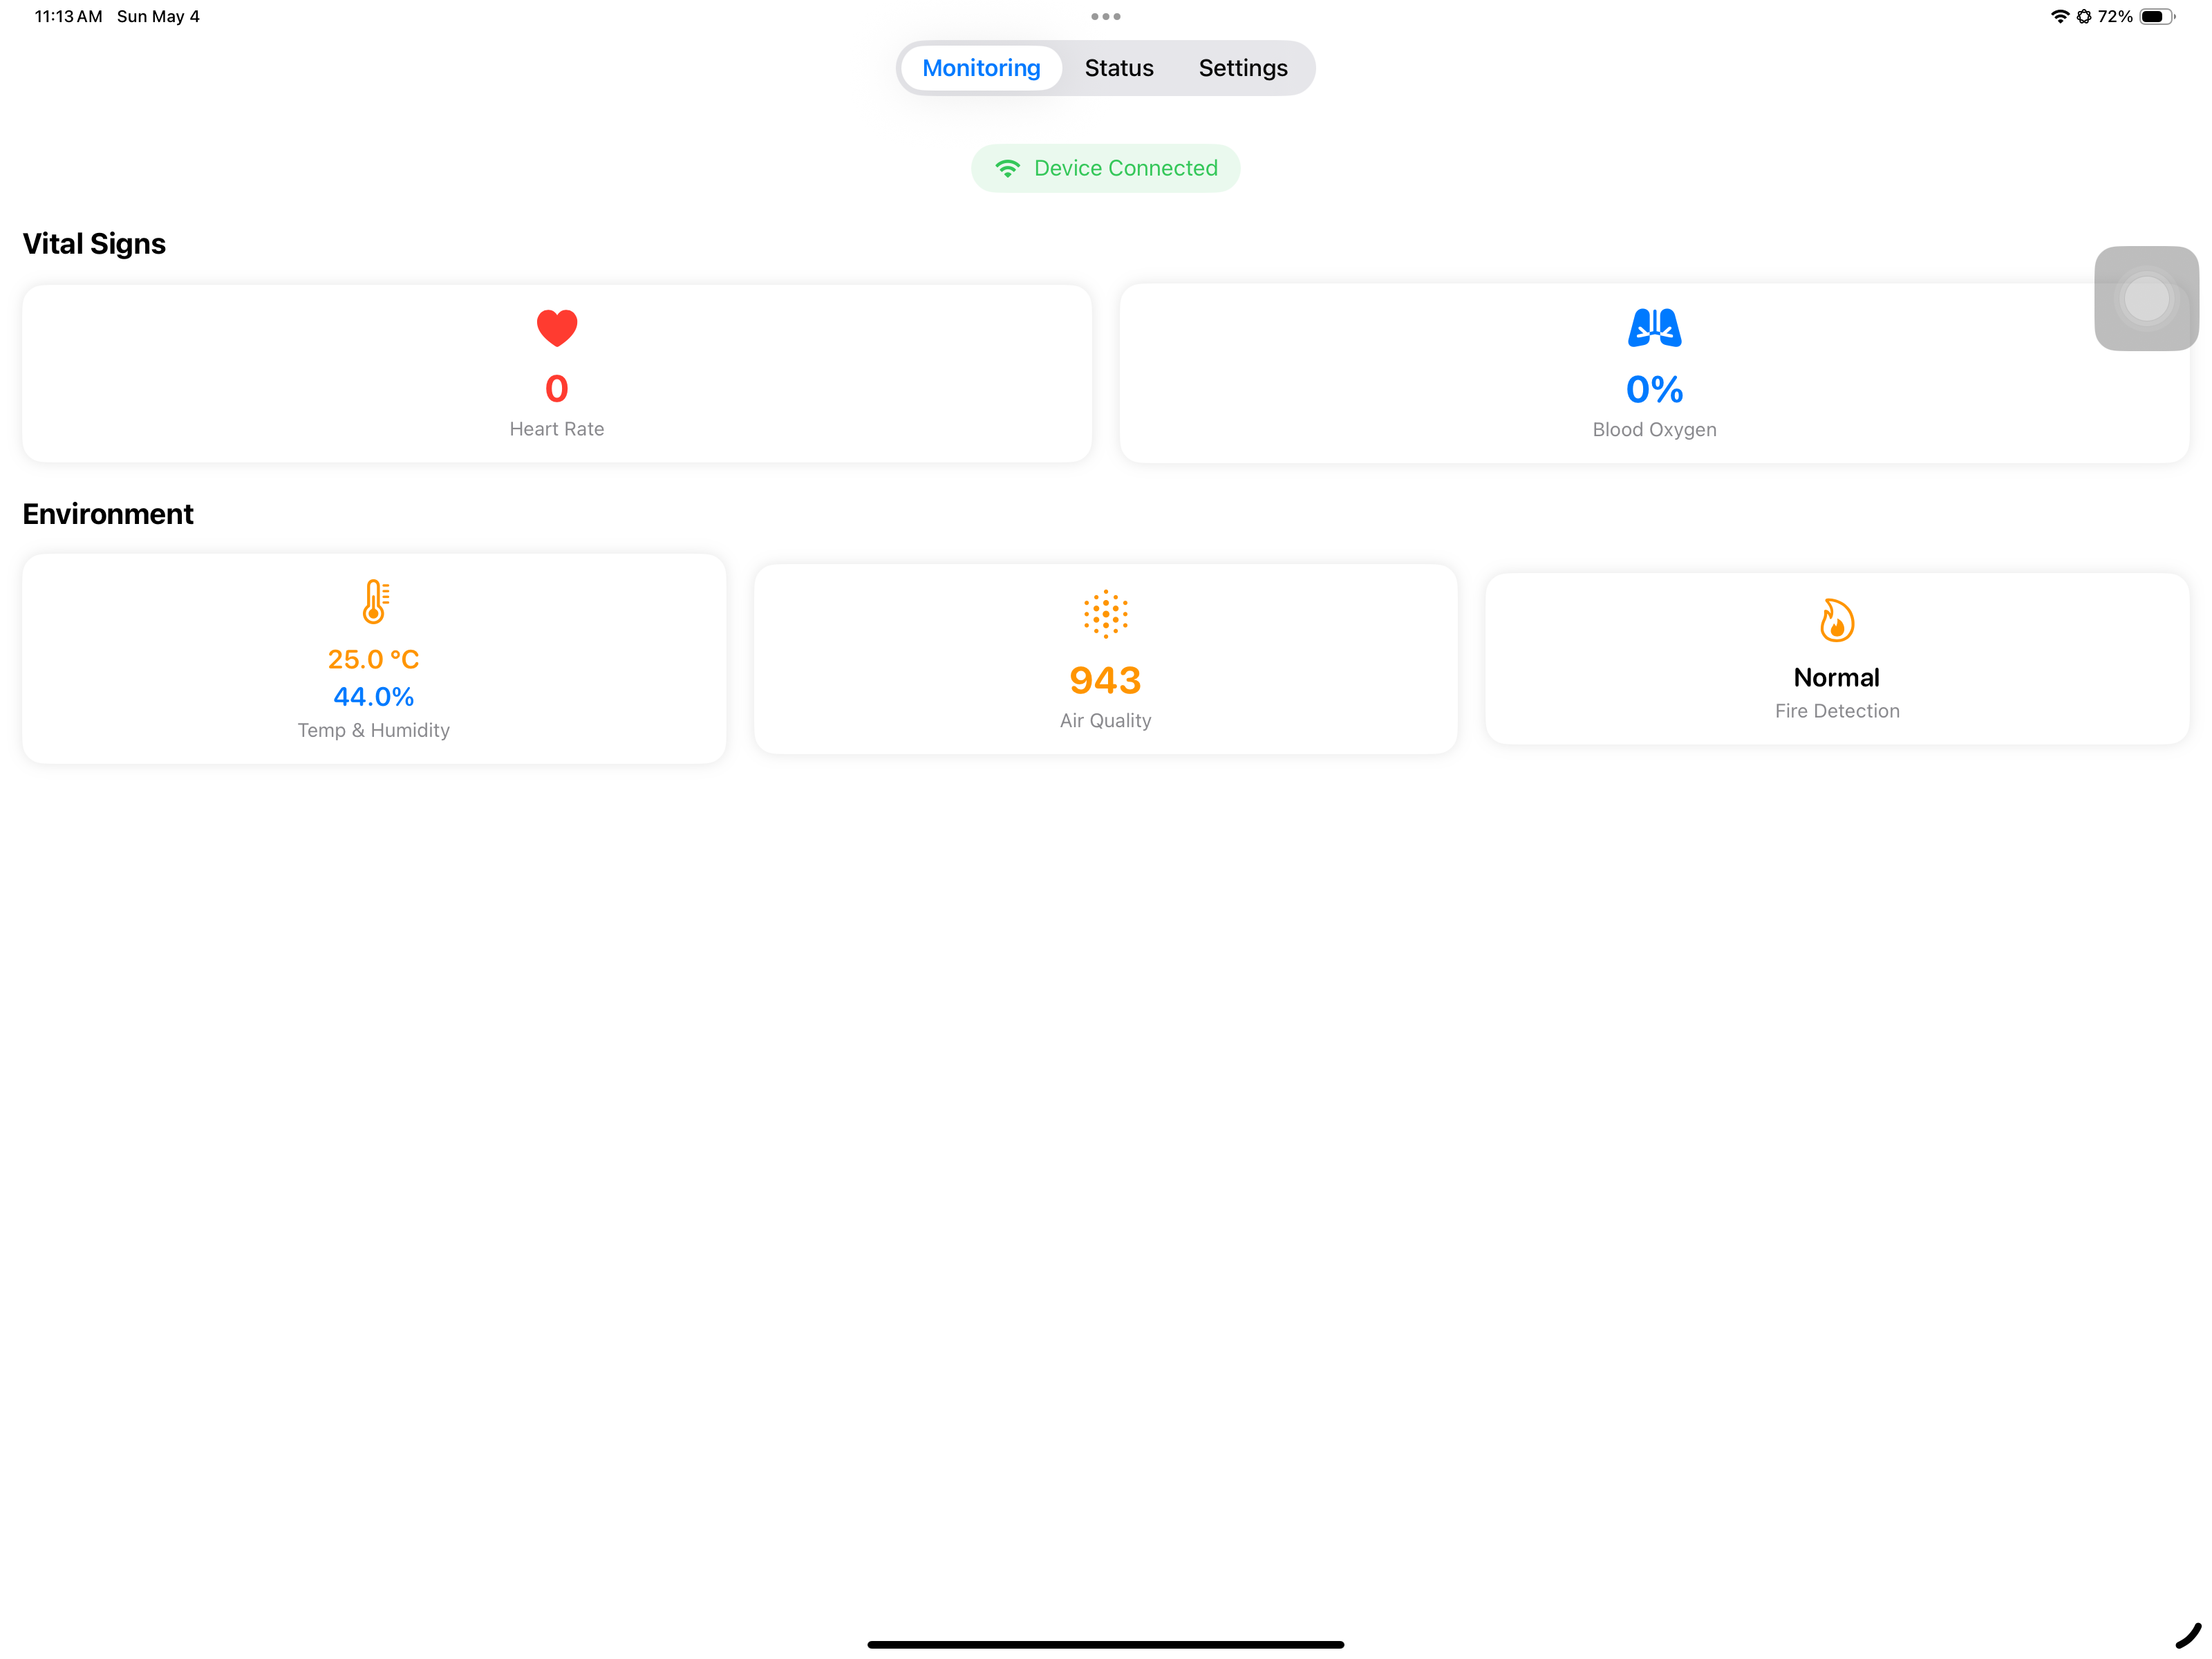 11:13 AM Sun May 4
72%
Monitoring Status Settings
Device Connected
Vital Signs
0
Heart Rate
0%
Blood Oxygen
Environment
25.0 °C
44.0%
Temp & Humidity
943
Air Quality
Normal
Fire Detection